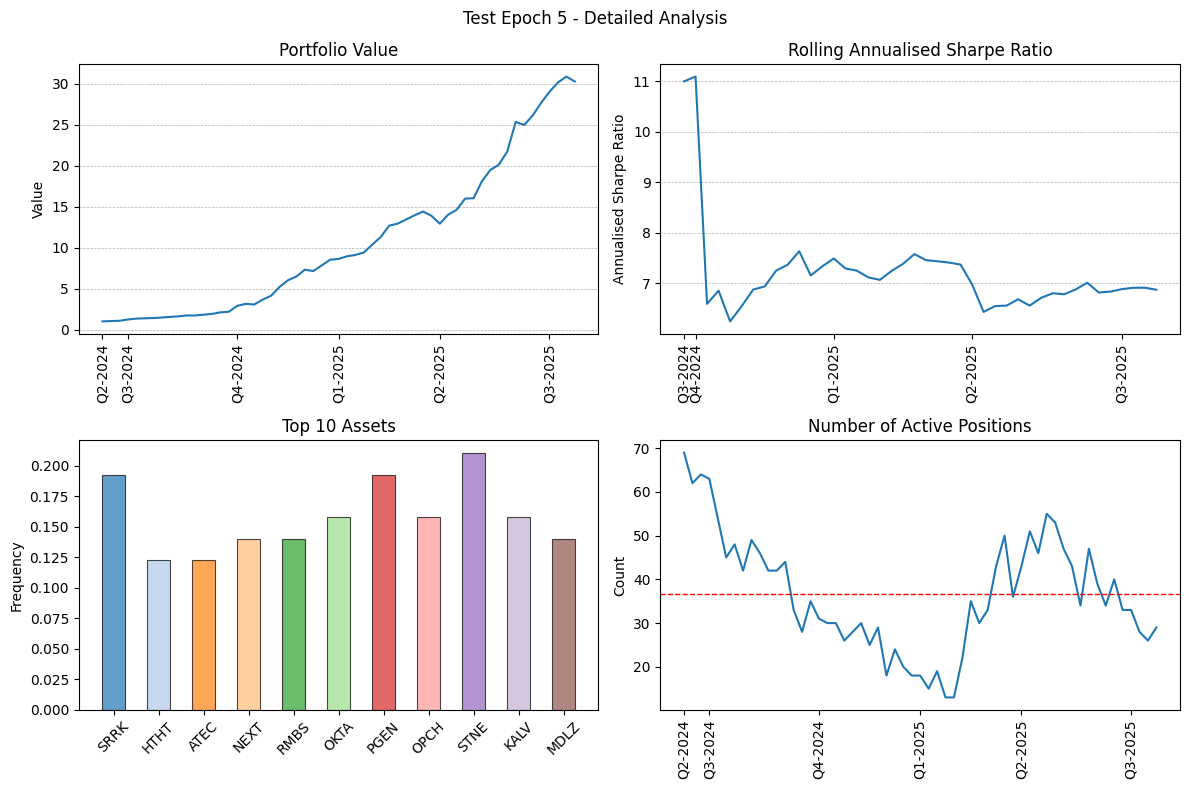 Test Epoch 5 - Detailed Analysis
Portfolio Value
Value
30
25
20
15
10
5
0
Q2-2024
Q3-2024
Q4-2024
Q1-2025
Q2-2025
Q3-2025
Rolling Annualised Sharpe Ratio
Annualised Sharpe Ratio
11
10
9
8
7
Q3-2024
Q4-2024
Q1-2025
Q2-2025
Q3-2025
Top 10 Assets
Frequency
0.200
0.175
0.150
0.125
0.100
0.075
0.050
0.025
0.000
SRRK
HTHT
ATEC
NEXT
RMBS
OKTA
PGEN
OPCH
STNE
KALV
MDLZ
Number of Active Positions
Count
70
60
50
40
30
20
Q2-2024
Q3-2024
Q4-2024
Q1-2025
Q2-2025
Q3-2025